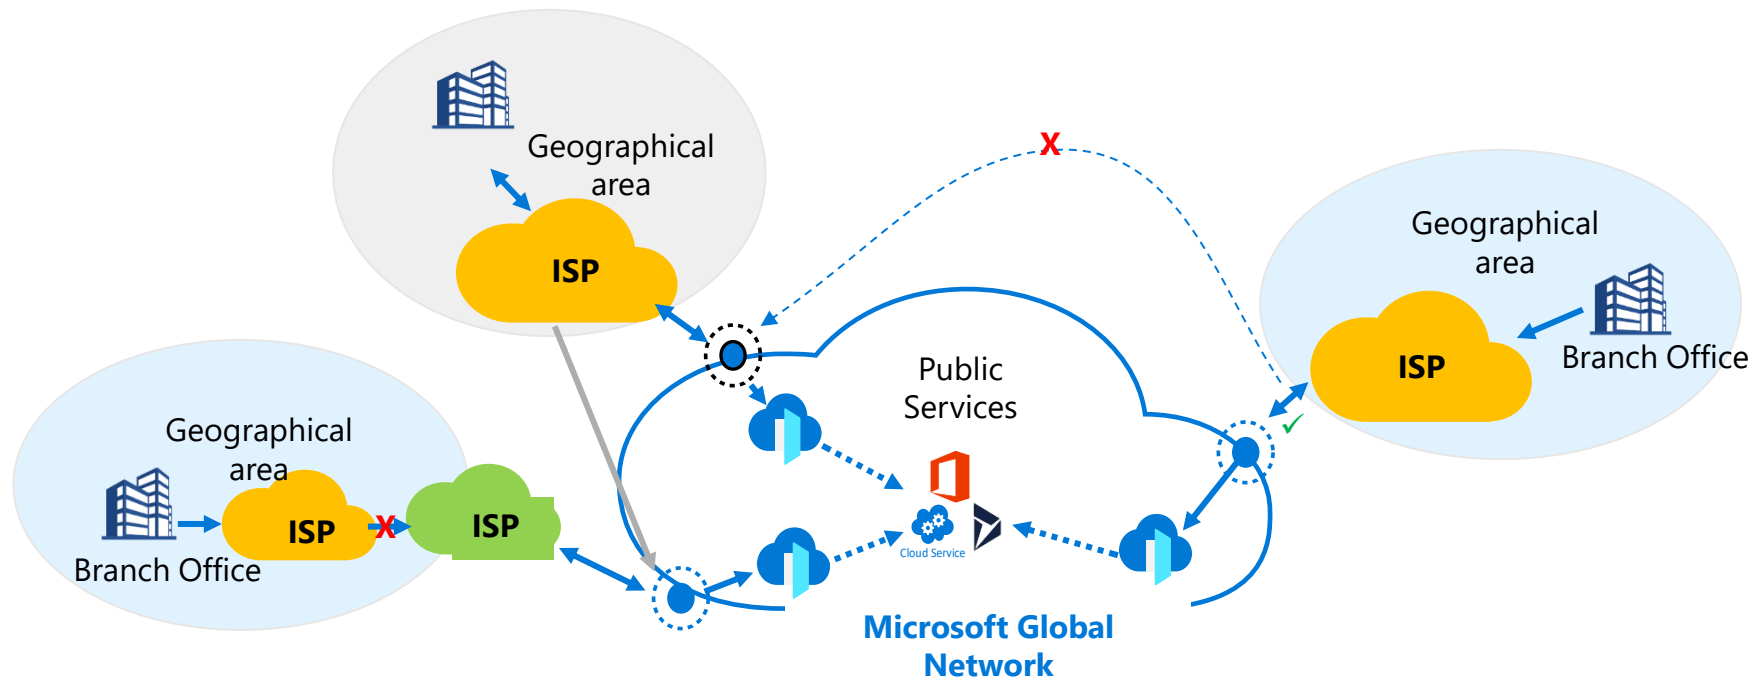 Geographical
area
ISP
X
Geographical
area
ISP
Branch Office
Public
Services
Geographical
area
ISP
X
ISP
Branch Office
Cloud Service
Microsoft Global
Network